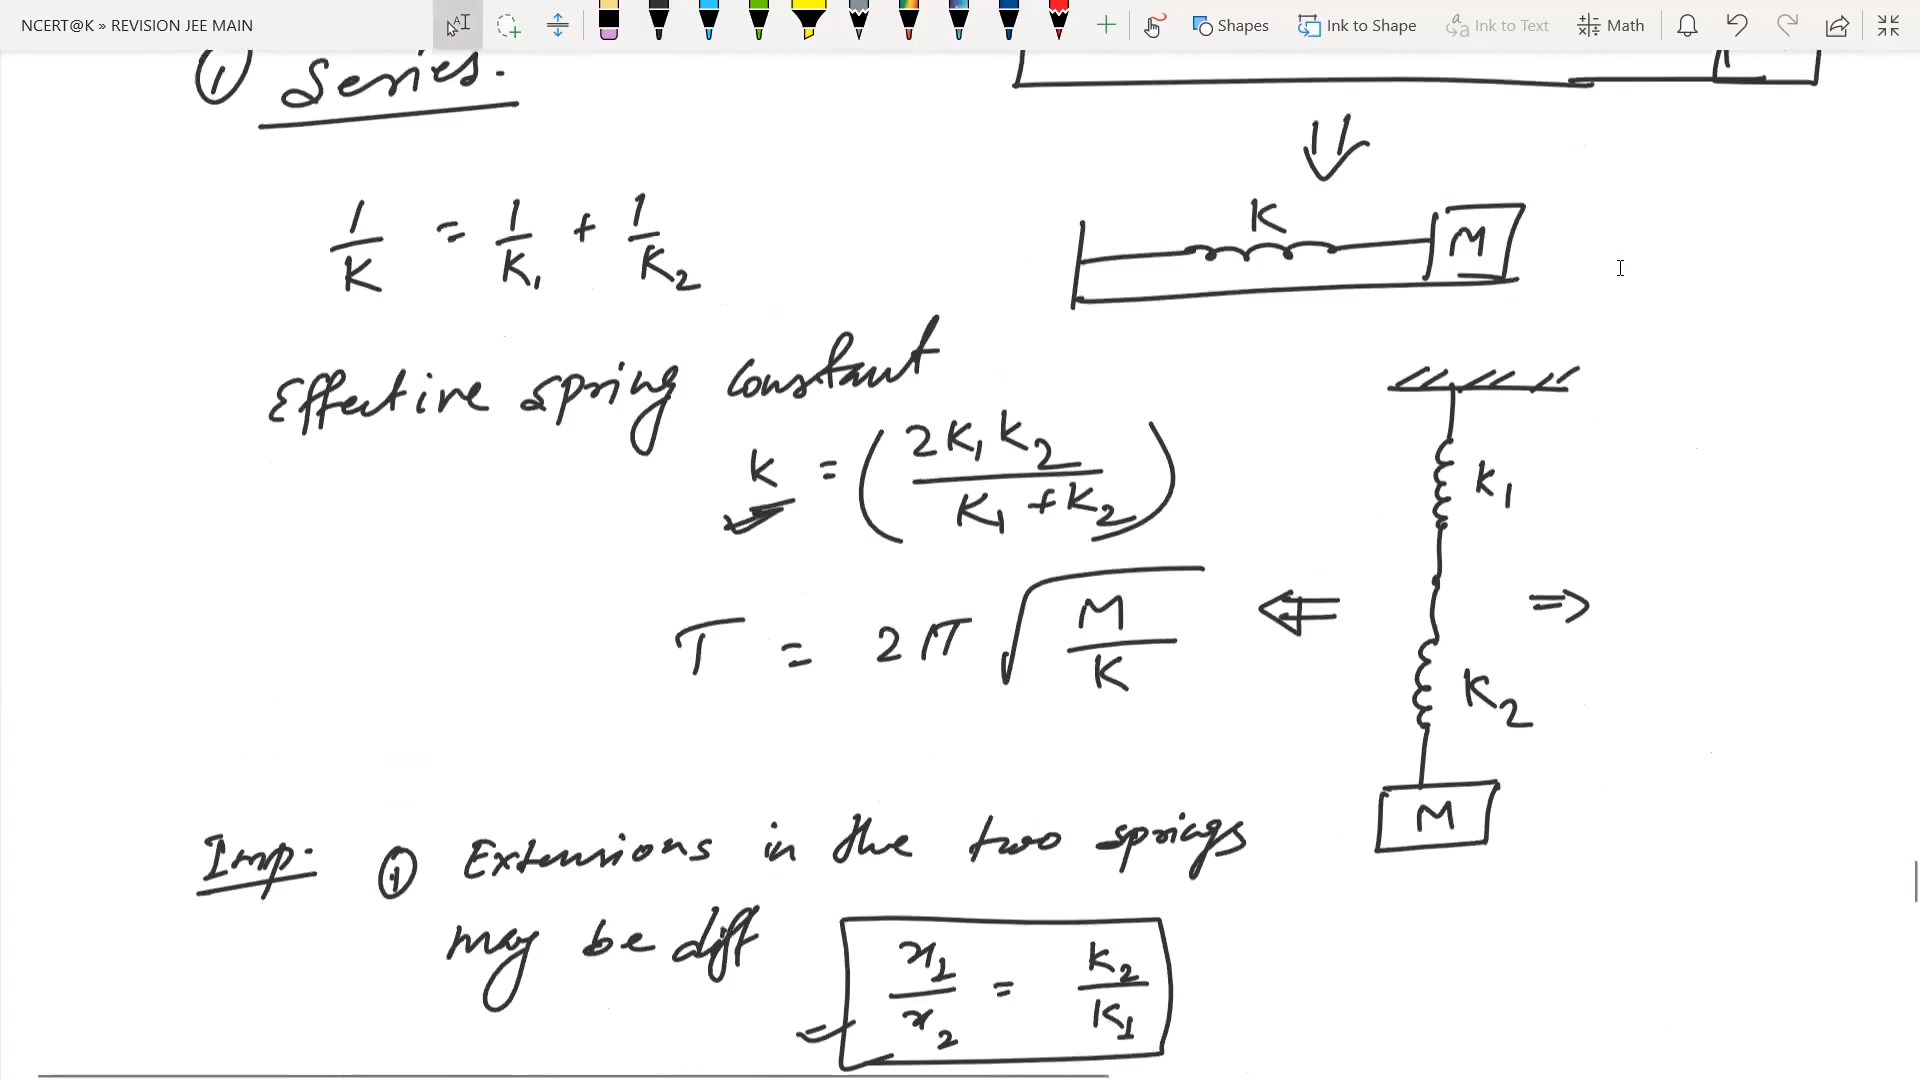 NCERT@K » REVISION JEE MAIN
Shapes
Ink to Shape
Ink to Text
Math
① Series.
1/K = 1/K₁ + 1/K₂
K
M
Effective spring constant
K = (2K₁K₂ / K₁+K₂)
K₁
T = 2π √(M/K) ⇐ ⇒
K₂
M
Imp: ① Extensions in the two springs
may be diff
x₁/x₂ = K₂/K₁